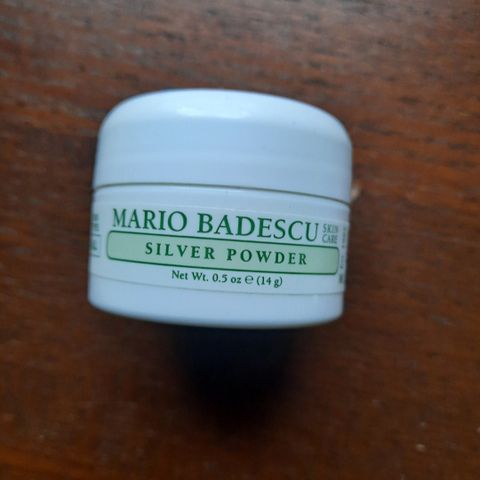 MARIO BADESCU SKIN CARE
SILVER POWDER
Net Wt. 0.5 oz e (14 g)